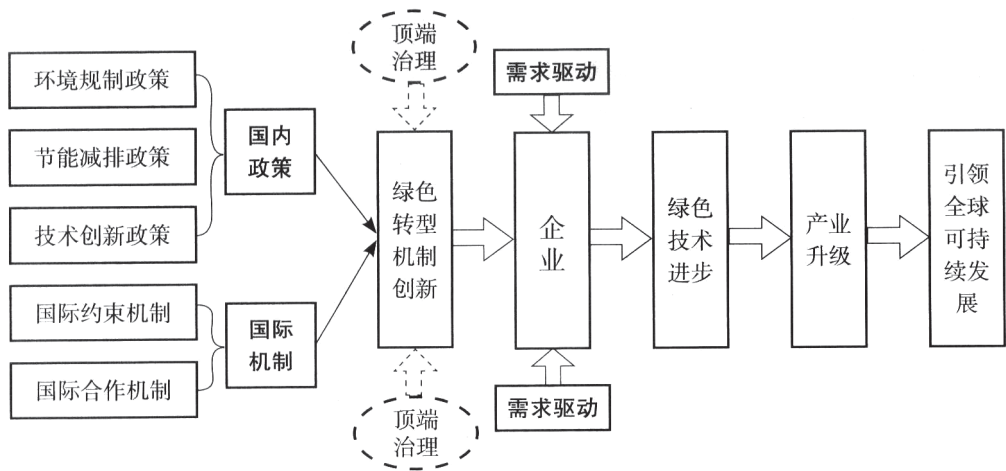 顶端
治理
需求驱动
环境规制政策
节能减排政策
技术创新政策
国内
政策
国际约束机制
国际合作机制
国际
机制
绿色
转型
机制
创新
企
业
绿色
技术
进步
产业
升级
引领
全球
可持
续发
展
顶端
治理
需求驱动